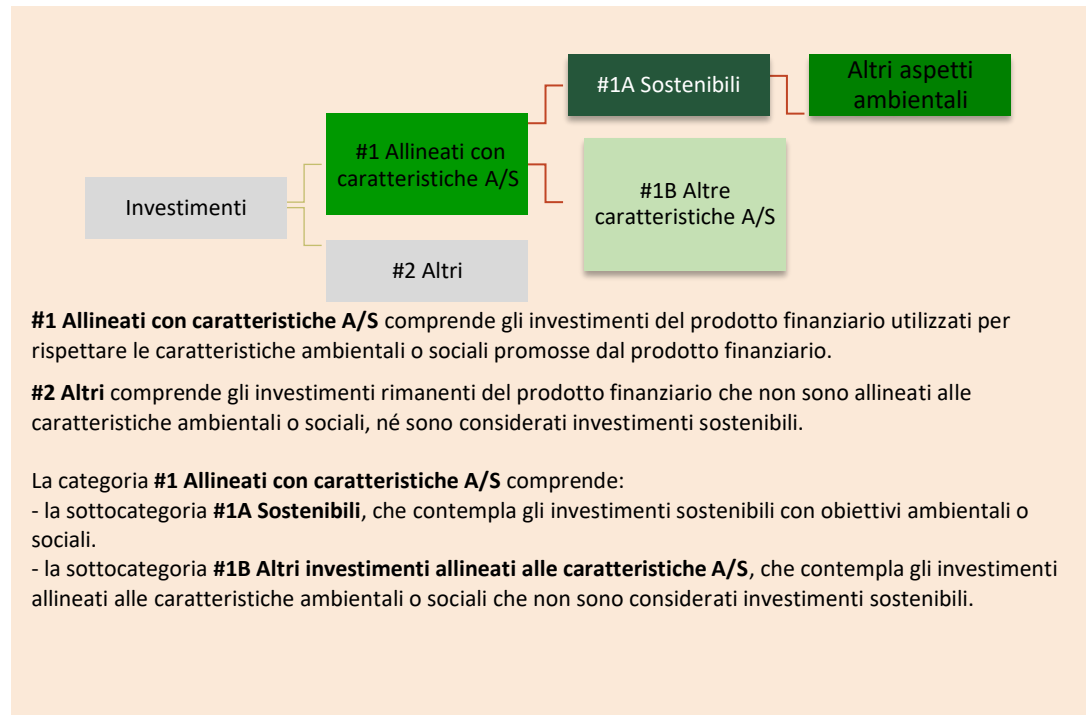 #1A Sostenibili
Altri aspetti
ambientali
#1 Allineati con
caratteristiche A/S
#1B Altre
caratteristiche A/S
Investimenti
#2 Altri
#1 Allineati con caratteristiche A/S comprende gli investimenti del prodotto finanziario utilizzati per
rispettare le caratteristiche ambientali o sociali promosse dal prodotto finanziario.
#2 Altri comprende gli investimenti rimanenti del prodotto finanziario che non sono allineati alle
caratteristiche ambientali o sociali, né sono considerati investimenti sostenibili.
La categoria #1 Allineati con caratteristiche A/S comprende:
- la sottocategoria #1A Sostenibili, che contempla gli investimenti sostenibili con obiettivi ambientali o
sociali.
- la sottocategoria #1B Altri investimenti allineati alle caratteristiche A/S, che contempla gli investimenti
allineati alle caratteristiche ambientali o sociali che non sono considerati investimenti sostenibili.